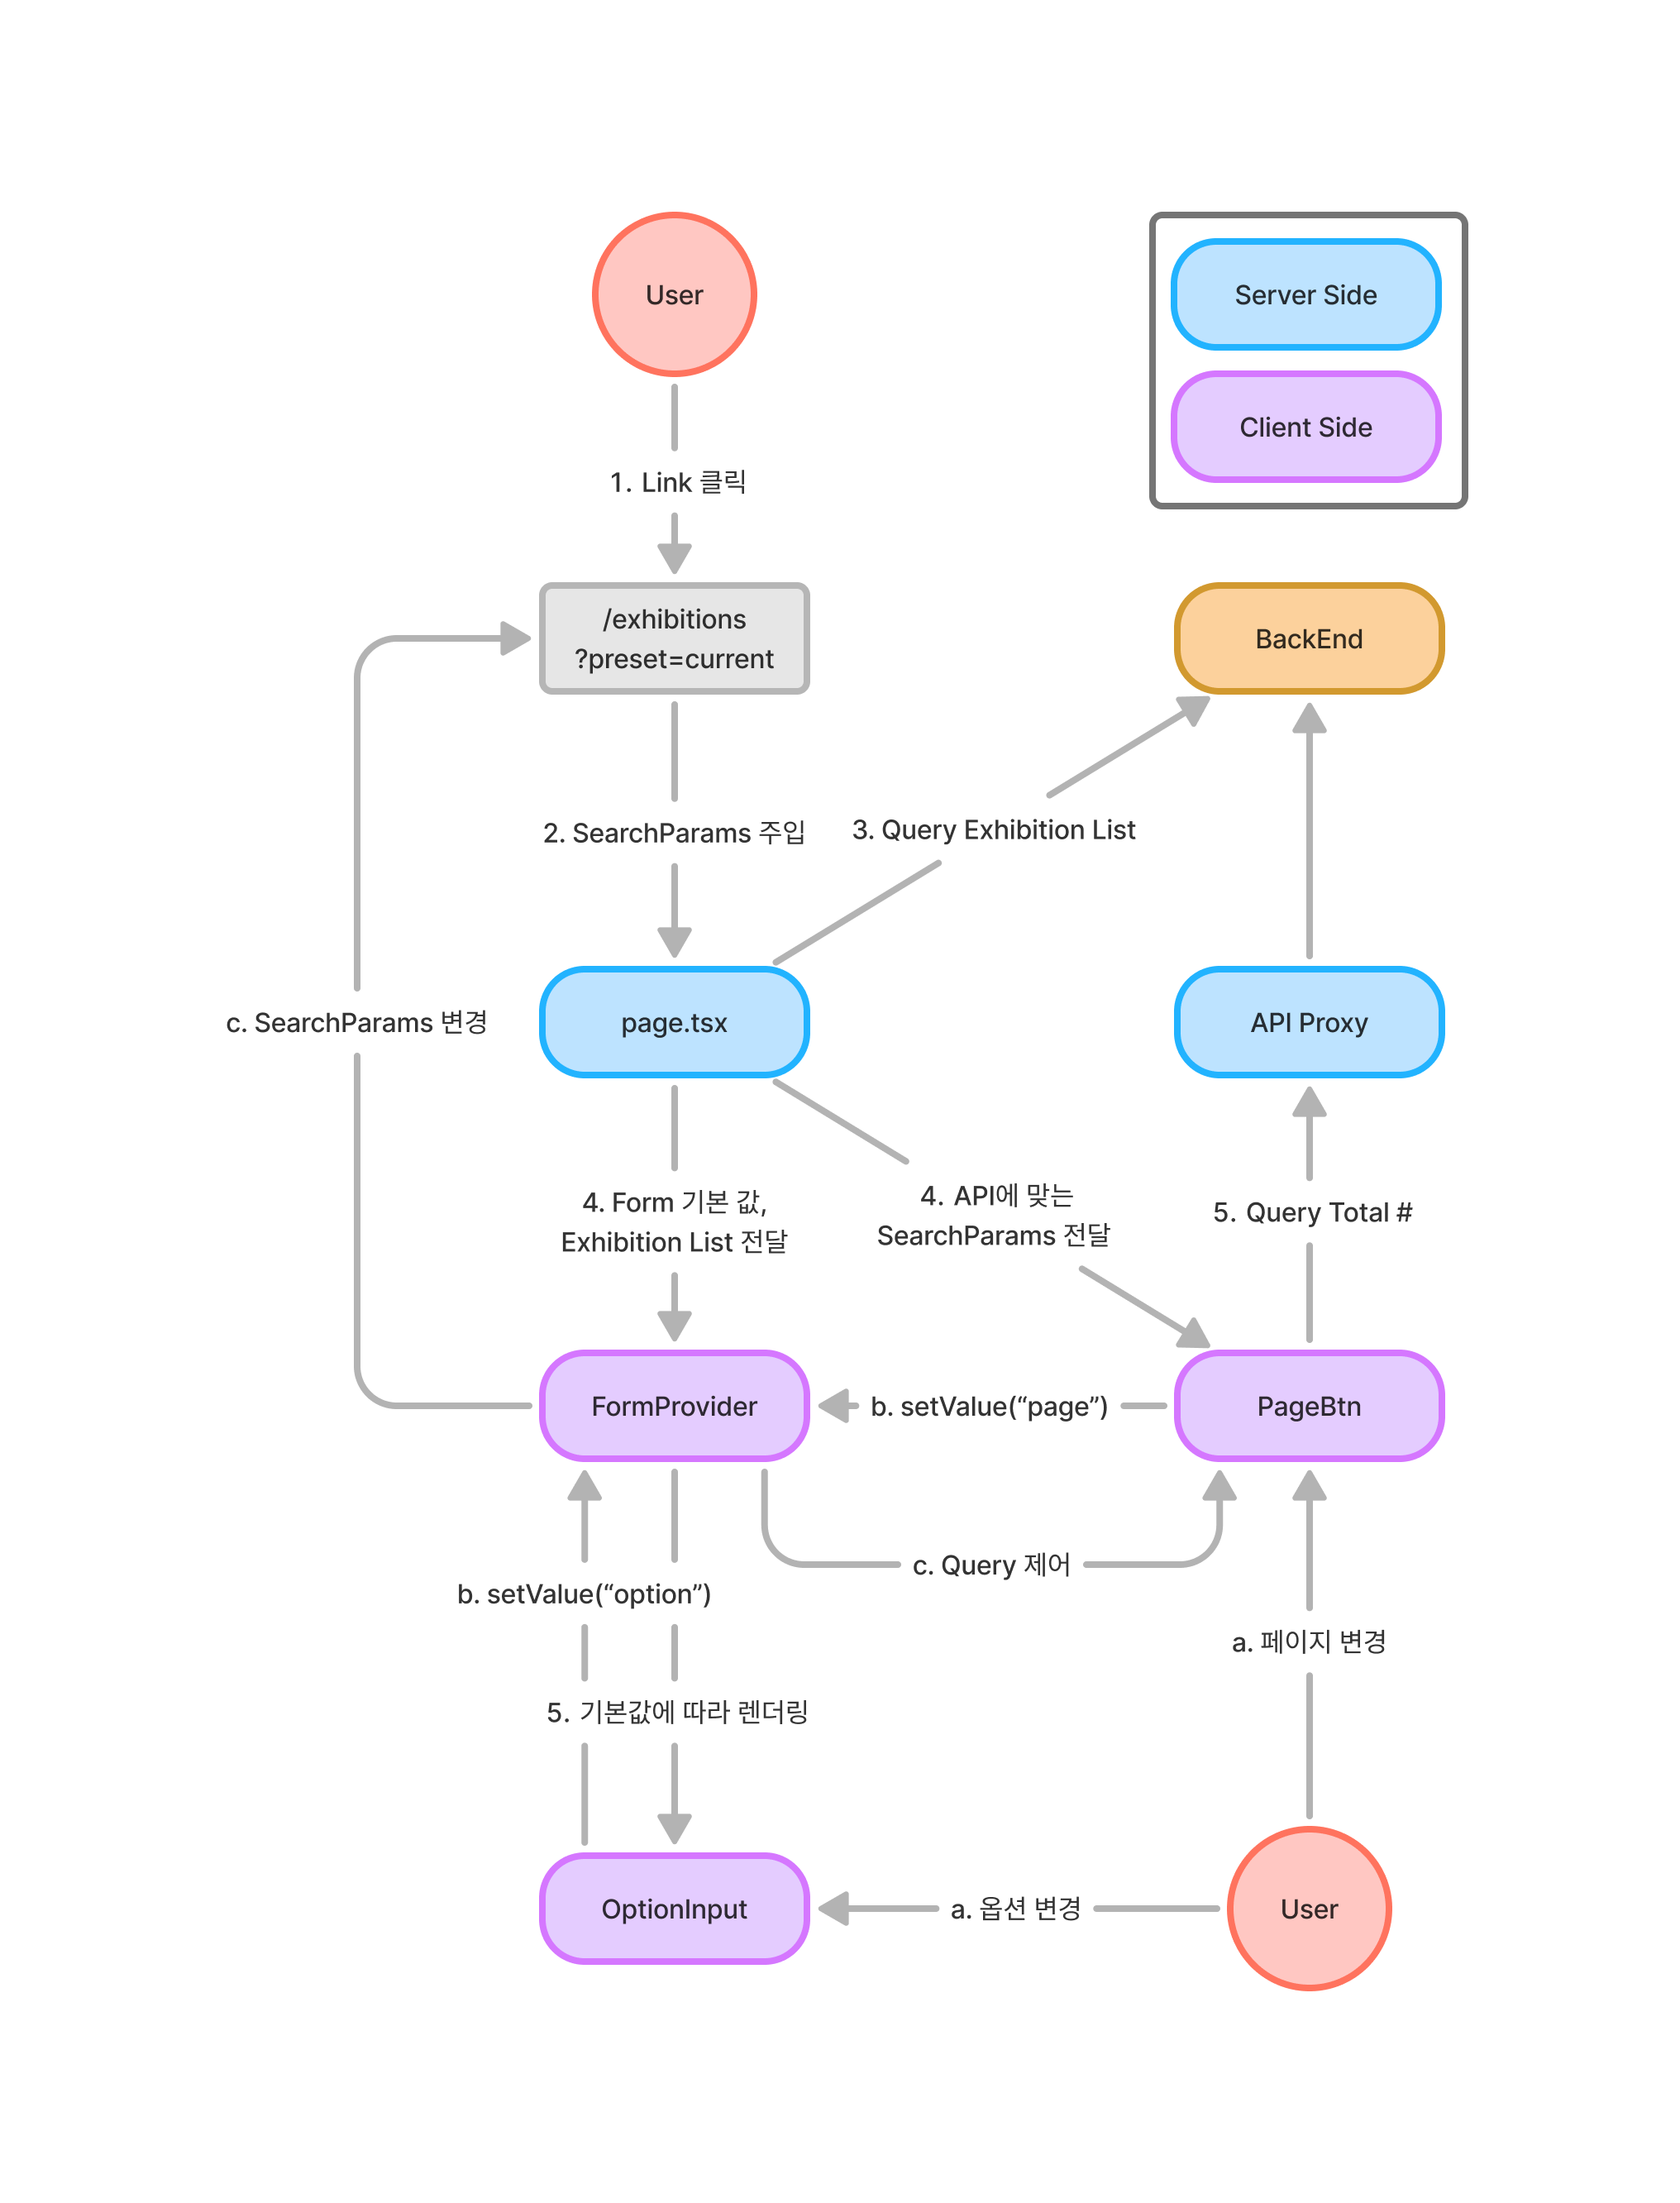 User
Server Side
Client Side
1. Link 클릭
/exhibitions
?preset=current
BackEnd
2. SearchParams 주입
3. Query Exhibition List
c. SearchParams 변경
page.tsx
API Proxy
4. Form 기본 값,
Exhibition List 전달
4. API에 맞는
SearchParams 전달
5. Query Total #
FormProvider
b. setValue(“page”)
PageBtn
c. Query 제어
b. setValue(“option”)
a. 페이지 변경
5. 기본값에 따라 렌더링
OptionInput
a. 옵션 변경
User